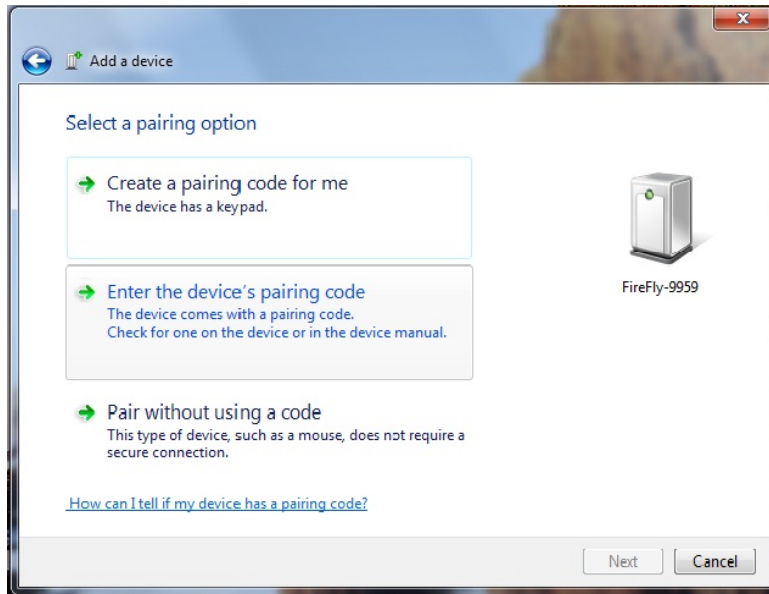 Add a device
Select a pairing option
Create a pairing code for me
The device has a keypad.
Enter the device's pairing code
The device comes with a pairing code.
Check for one on the device or in the device manual.
Pair without using a code
This type of device, such as a mouse, does not require a
secure connection.
How can I tell if my device has a pairing code?
FireFly-9959
Next
Cancel